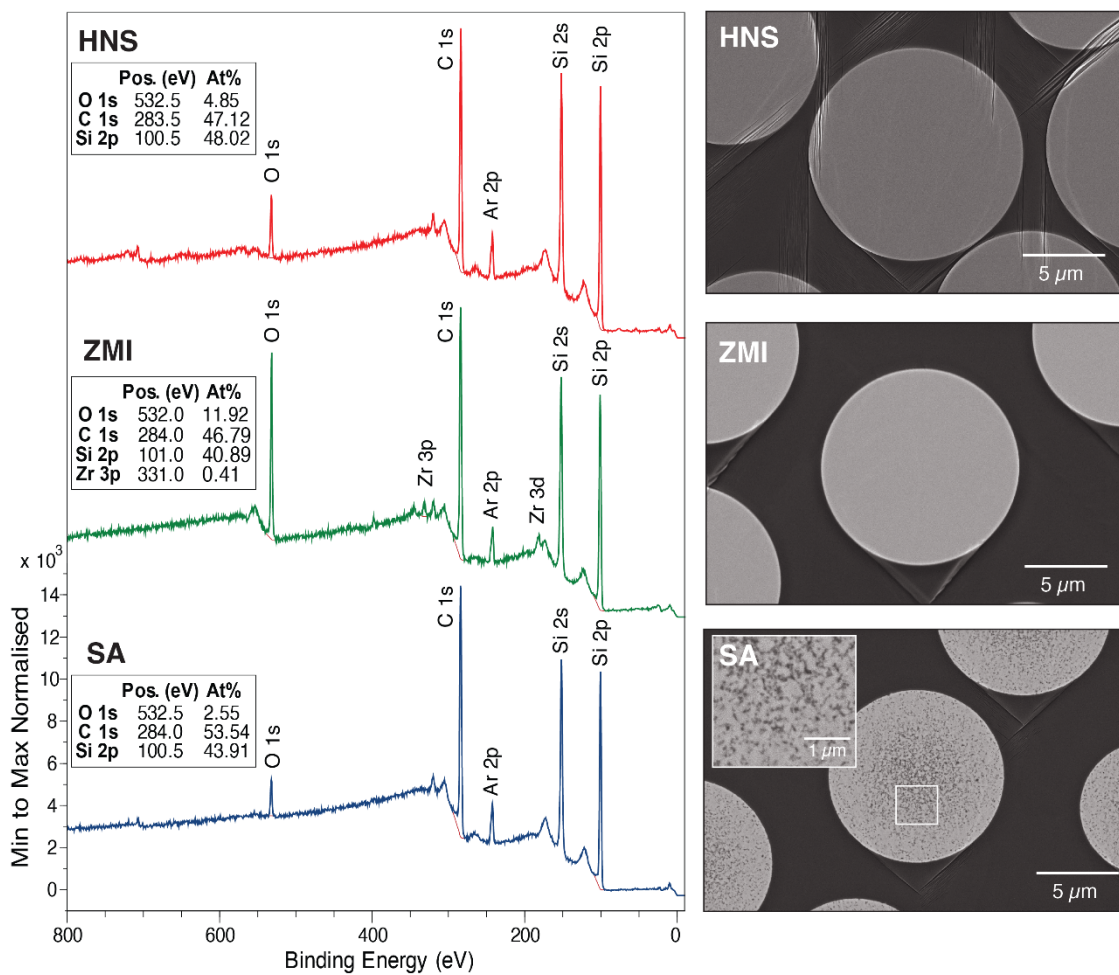 HNS
Pos. (eV) At%
O 1s 532.5 4.85
C 1s 283.5 47.12
Si 2p 100.5 48.02
O 1s
C 1s
Ar 2p
Si 2s
Si 2p
ZMI
Pos. (eV) At%
O 1s 532.0 11.92
C 1s 284.0 46.79
Si 2p 101.0 40.89
Zr 3p 331.0 0.41
O 1s
Zr 3p
C 1s
Ar 2p
Zr 3d
Si 2s
Si 2p
SA
Pos. (eV) At%
O 1s 532.5 2.55
C 1s 284.0 53.54
Si 2p 100.5 43.91
O 1s
C 1s
Ar 2p
Si 2s
Si 2p
x 10³
14
12
10
8
6
4
2
0
Min to Max Normalised
800 600 400 200 0
Binding Energy (eV)
HNS
5 µm
ZMI
5 µm
SA
1 µm
5 µm